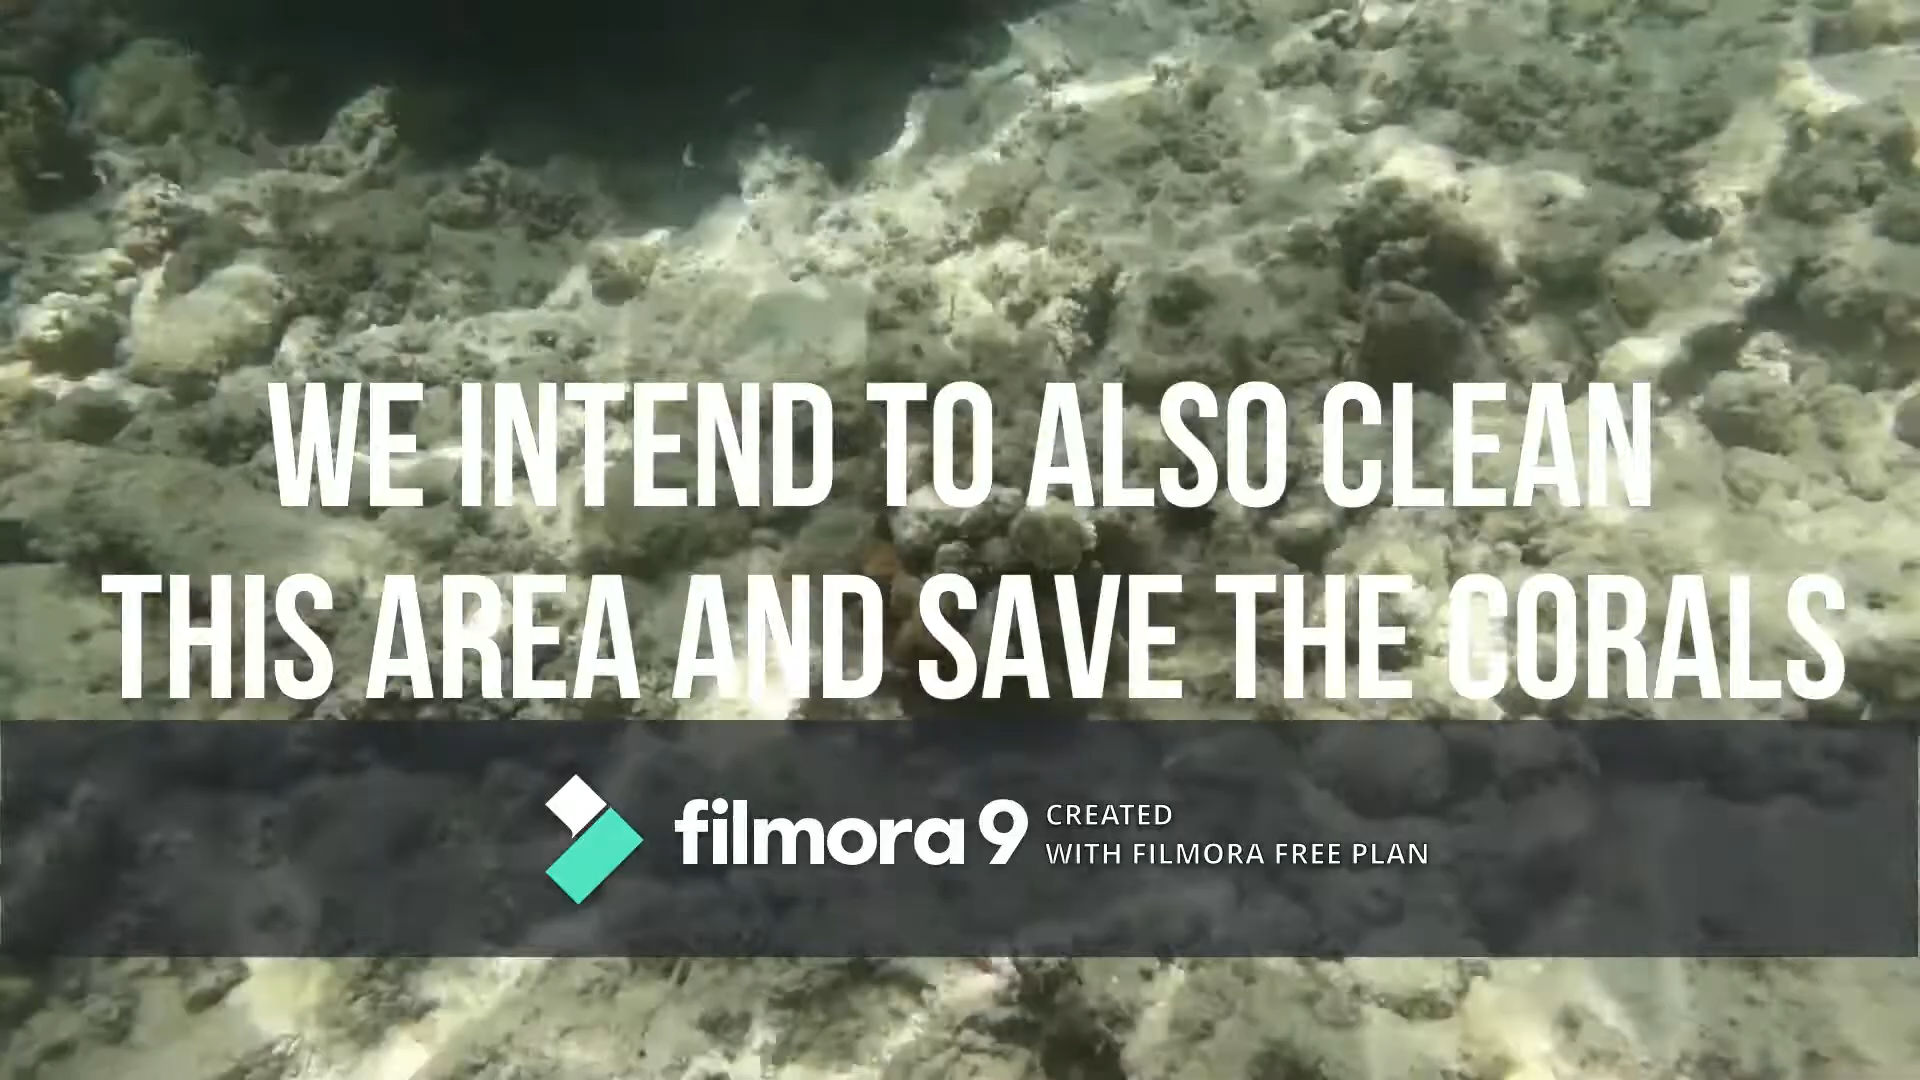 WE INTEND TO ALSO CLEAN
THIS AREA AND SAVE THE CORALS
filmora 9
CREATED
WITH FILMORA FREE PLAN